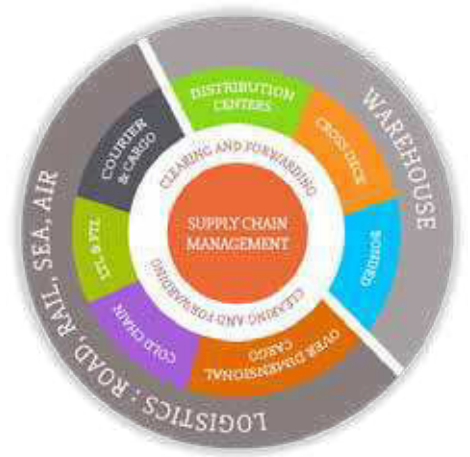 WAREHOUSE
DISTRIBUTION
CENTERS
CROSS DOCK
BONDED
COURIER
& CARGO
LTL & FTL
COLD CHAIN
OVER DIMENSIONAL
CARGO
CLEARING AND FORWARDING
SUPPLY CHAIN
MANAGEMENT
CLEARING AND FORWARDING
LOGISTICS : ROAD, RAIL, SEA, AIR